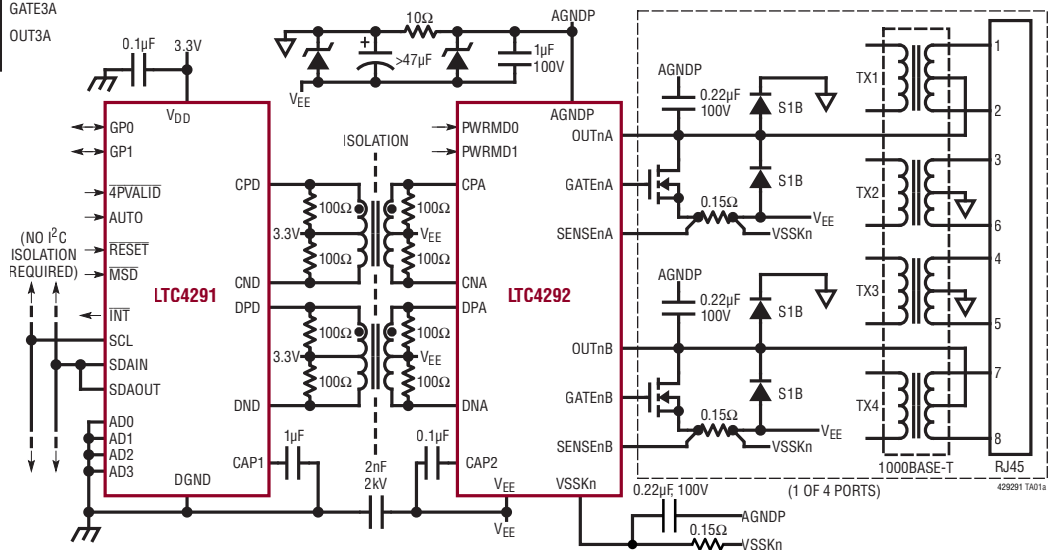 GATE3A
OUT3A
0.1µF
3.3V
10Ω
AGNDP
>47µF
+
1µF
100V
VEE
VDD
GP0
GP1
4PVALID
AUTO
RESET
MSD
INT
SCL
SDAIN
SDAOUT
AD0
AD1
AD2
AD3
(NO I2C
ISOLATION
REQUIRED)
LTC4291
CPD
CND
DPD
DND
CAP1
DGND
ISOLATION
100Ω
3.3V
100Ω
100Ω
VEE
100Ω
100Ω
3.3V
100Ω
100Ω
VEE
100Ω
1µF
2nF
2kV
0.1µF
PWRMD0
PWRMD1
CPA
CNA
DPA
DNA
CAP2
VEE
VEE
LTC4292
AGNDP
OUTnA
GATEnA
SENSEnA
OUTnB
GATEnB
SENSEnB
VSSKn
AGNDP
0.22µF
100V
S1B
S1B
0.15Ω
VEE
VSSKn
AGNDP
0.22µF
100V
S1B
S1B
0.15Ω
VEE
VSSKn
TX1
TX2
TX3
TX4
1
2
3
6
4
5
7
8
1000BASE-T
RJ45
(1 OF 4 PORTS)
429291 TA01a
0.22µF, 100V
AGNDP
0.15Ω
VSSKn